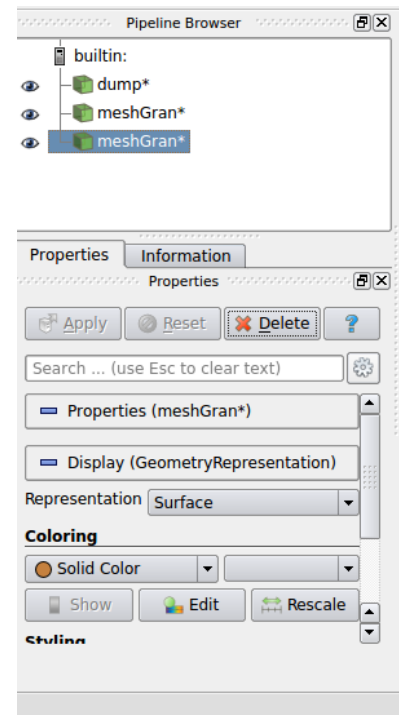 Pipeline Browser
builtin:
dump*
meshGran*
meshGran*
Properties Information
Properties
Apply Reset Delete ?
Search ... (use Esc to clear text)
Properties (meshGran*)
Display (GeometryRepresentation)
Representation Surface
Coloring
Solid Color
Show Edit Rescale
Styling